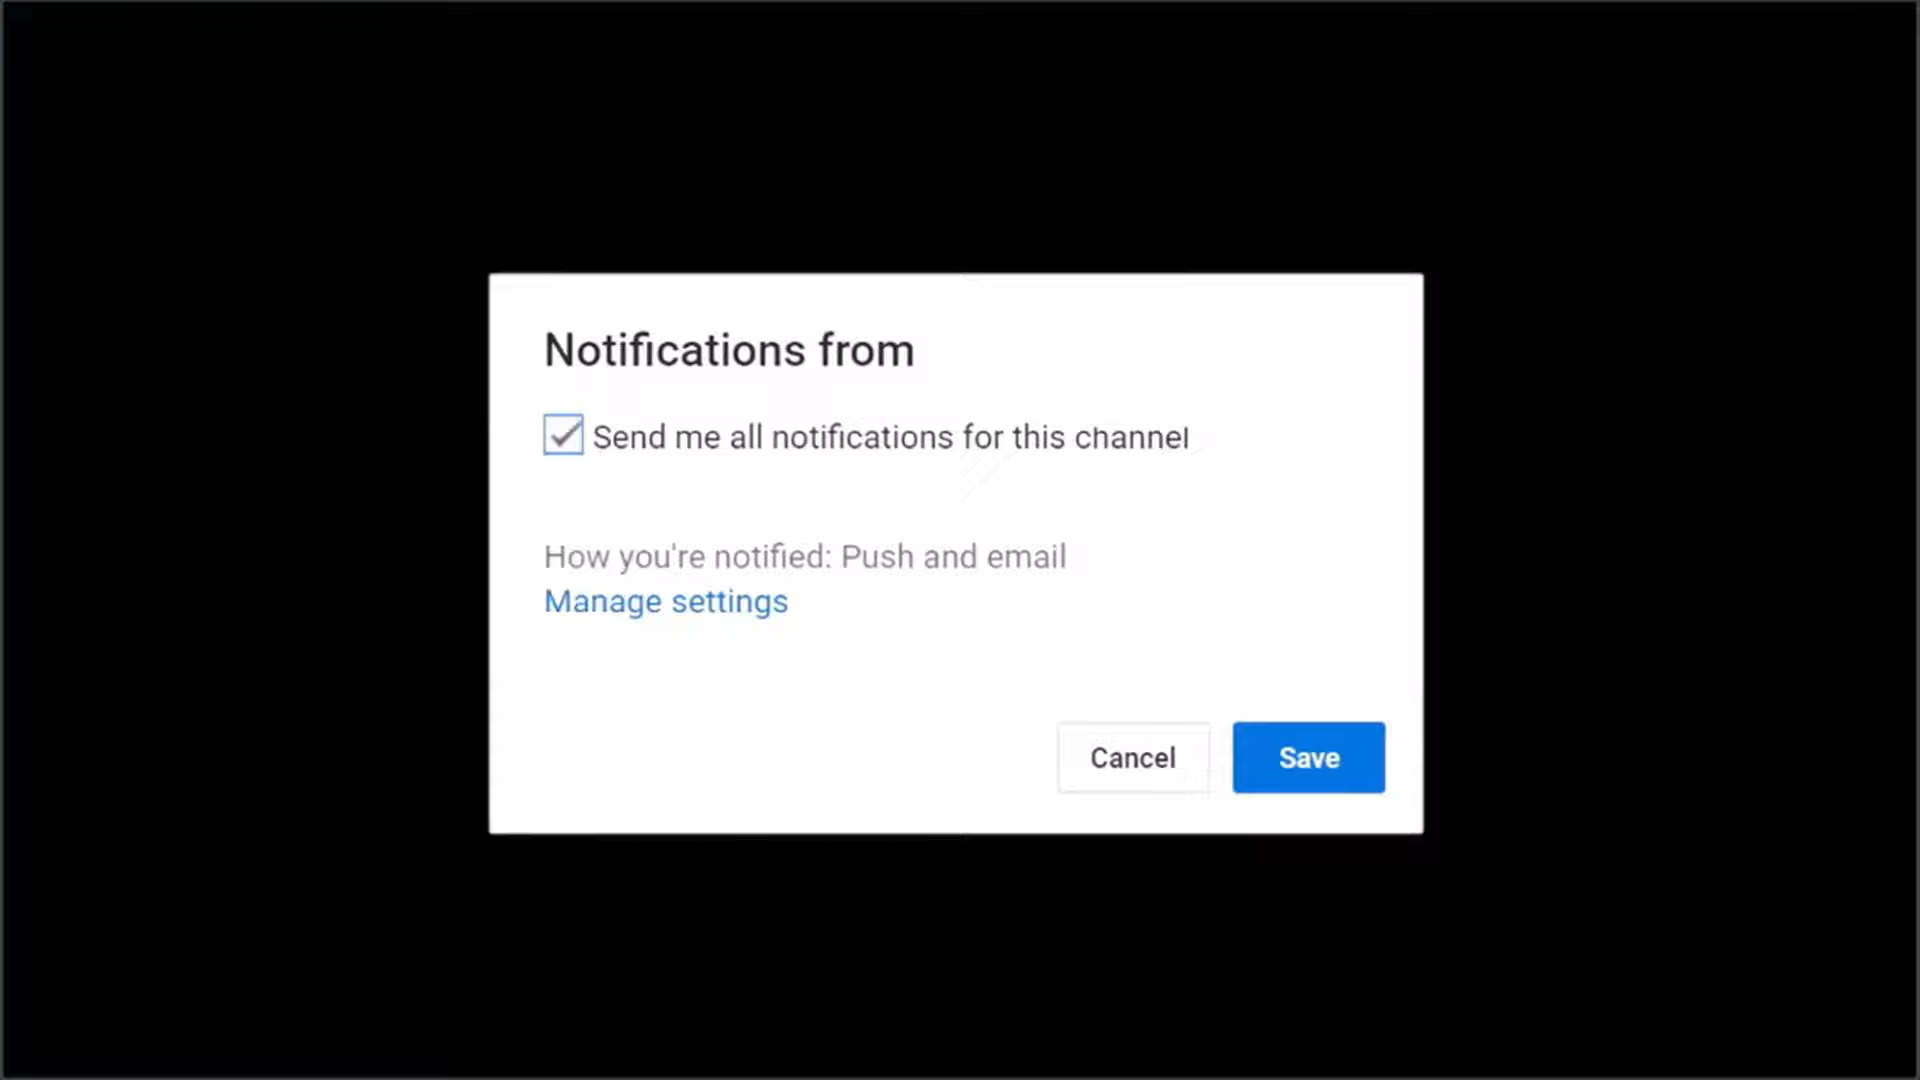 Notifications from
Send me all notifications for this channel
How you're notified: Push and email
Manage settings
Cancel Save